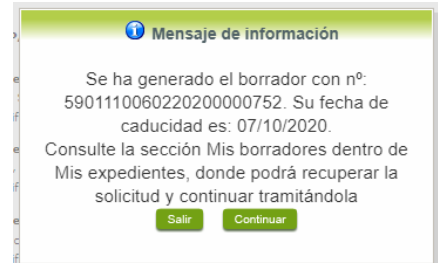 Mensaje de información
Se ha generado el borrador con nº:
5901110060220200000752. Su fecha de
caducidad es: 07/10/2020.
Consulte la sección Mis borradores dentro de
Mis expedientes, donde podrá recuperar la
solicitud y continuar tramitándola
Salir Continuar